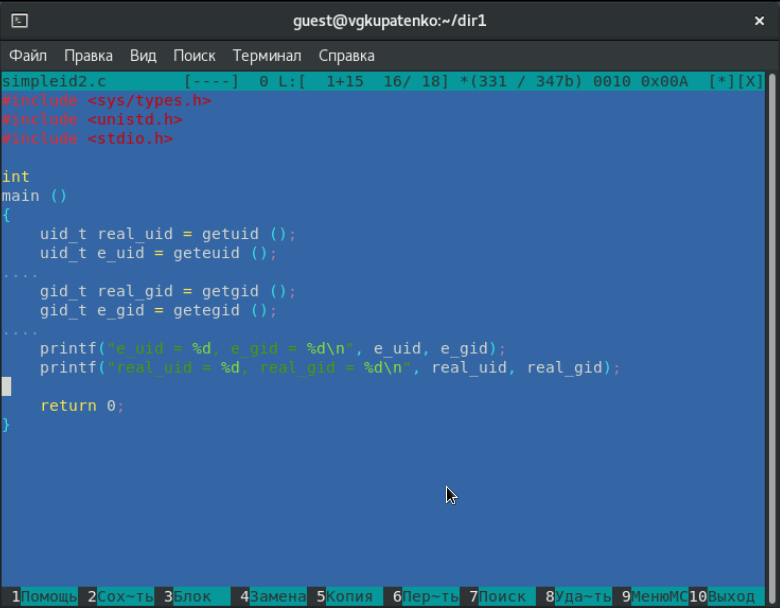 guest@vgkupatenko:~/dir1
Файл Правка Вид Поиск Терминал Справка
simpleid2.c [----] 0 L:[ 1+15 16/ 18] *(331 / 347b) 0010 0x00A [*][X]
#include <sys/types.h>
#include <unistd.h>
#include <stdio.h>
int
main ()
{
uid_t real_uid = getuid ();
uid_t e_uid = geteuid ();
....
gid_t real_gid = getgid ();
gid_t e_gid = getegid ();
....
printf("e_uid = %d, e_gid = %d\n", e_uid, e_gid);
printf("real_uid = %d, real_gid = %d\n", real_uid, real_gid);
return 0;
}
1Помощь 2Сох~ть 3Блок 4Замена 5Копия 6Пер~ть 7Поиск 8Уда~ть 9МенюMC 10Выход